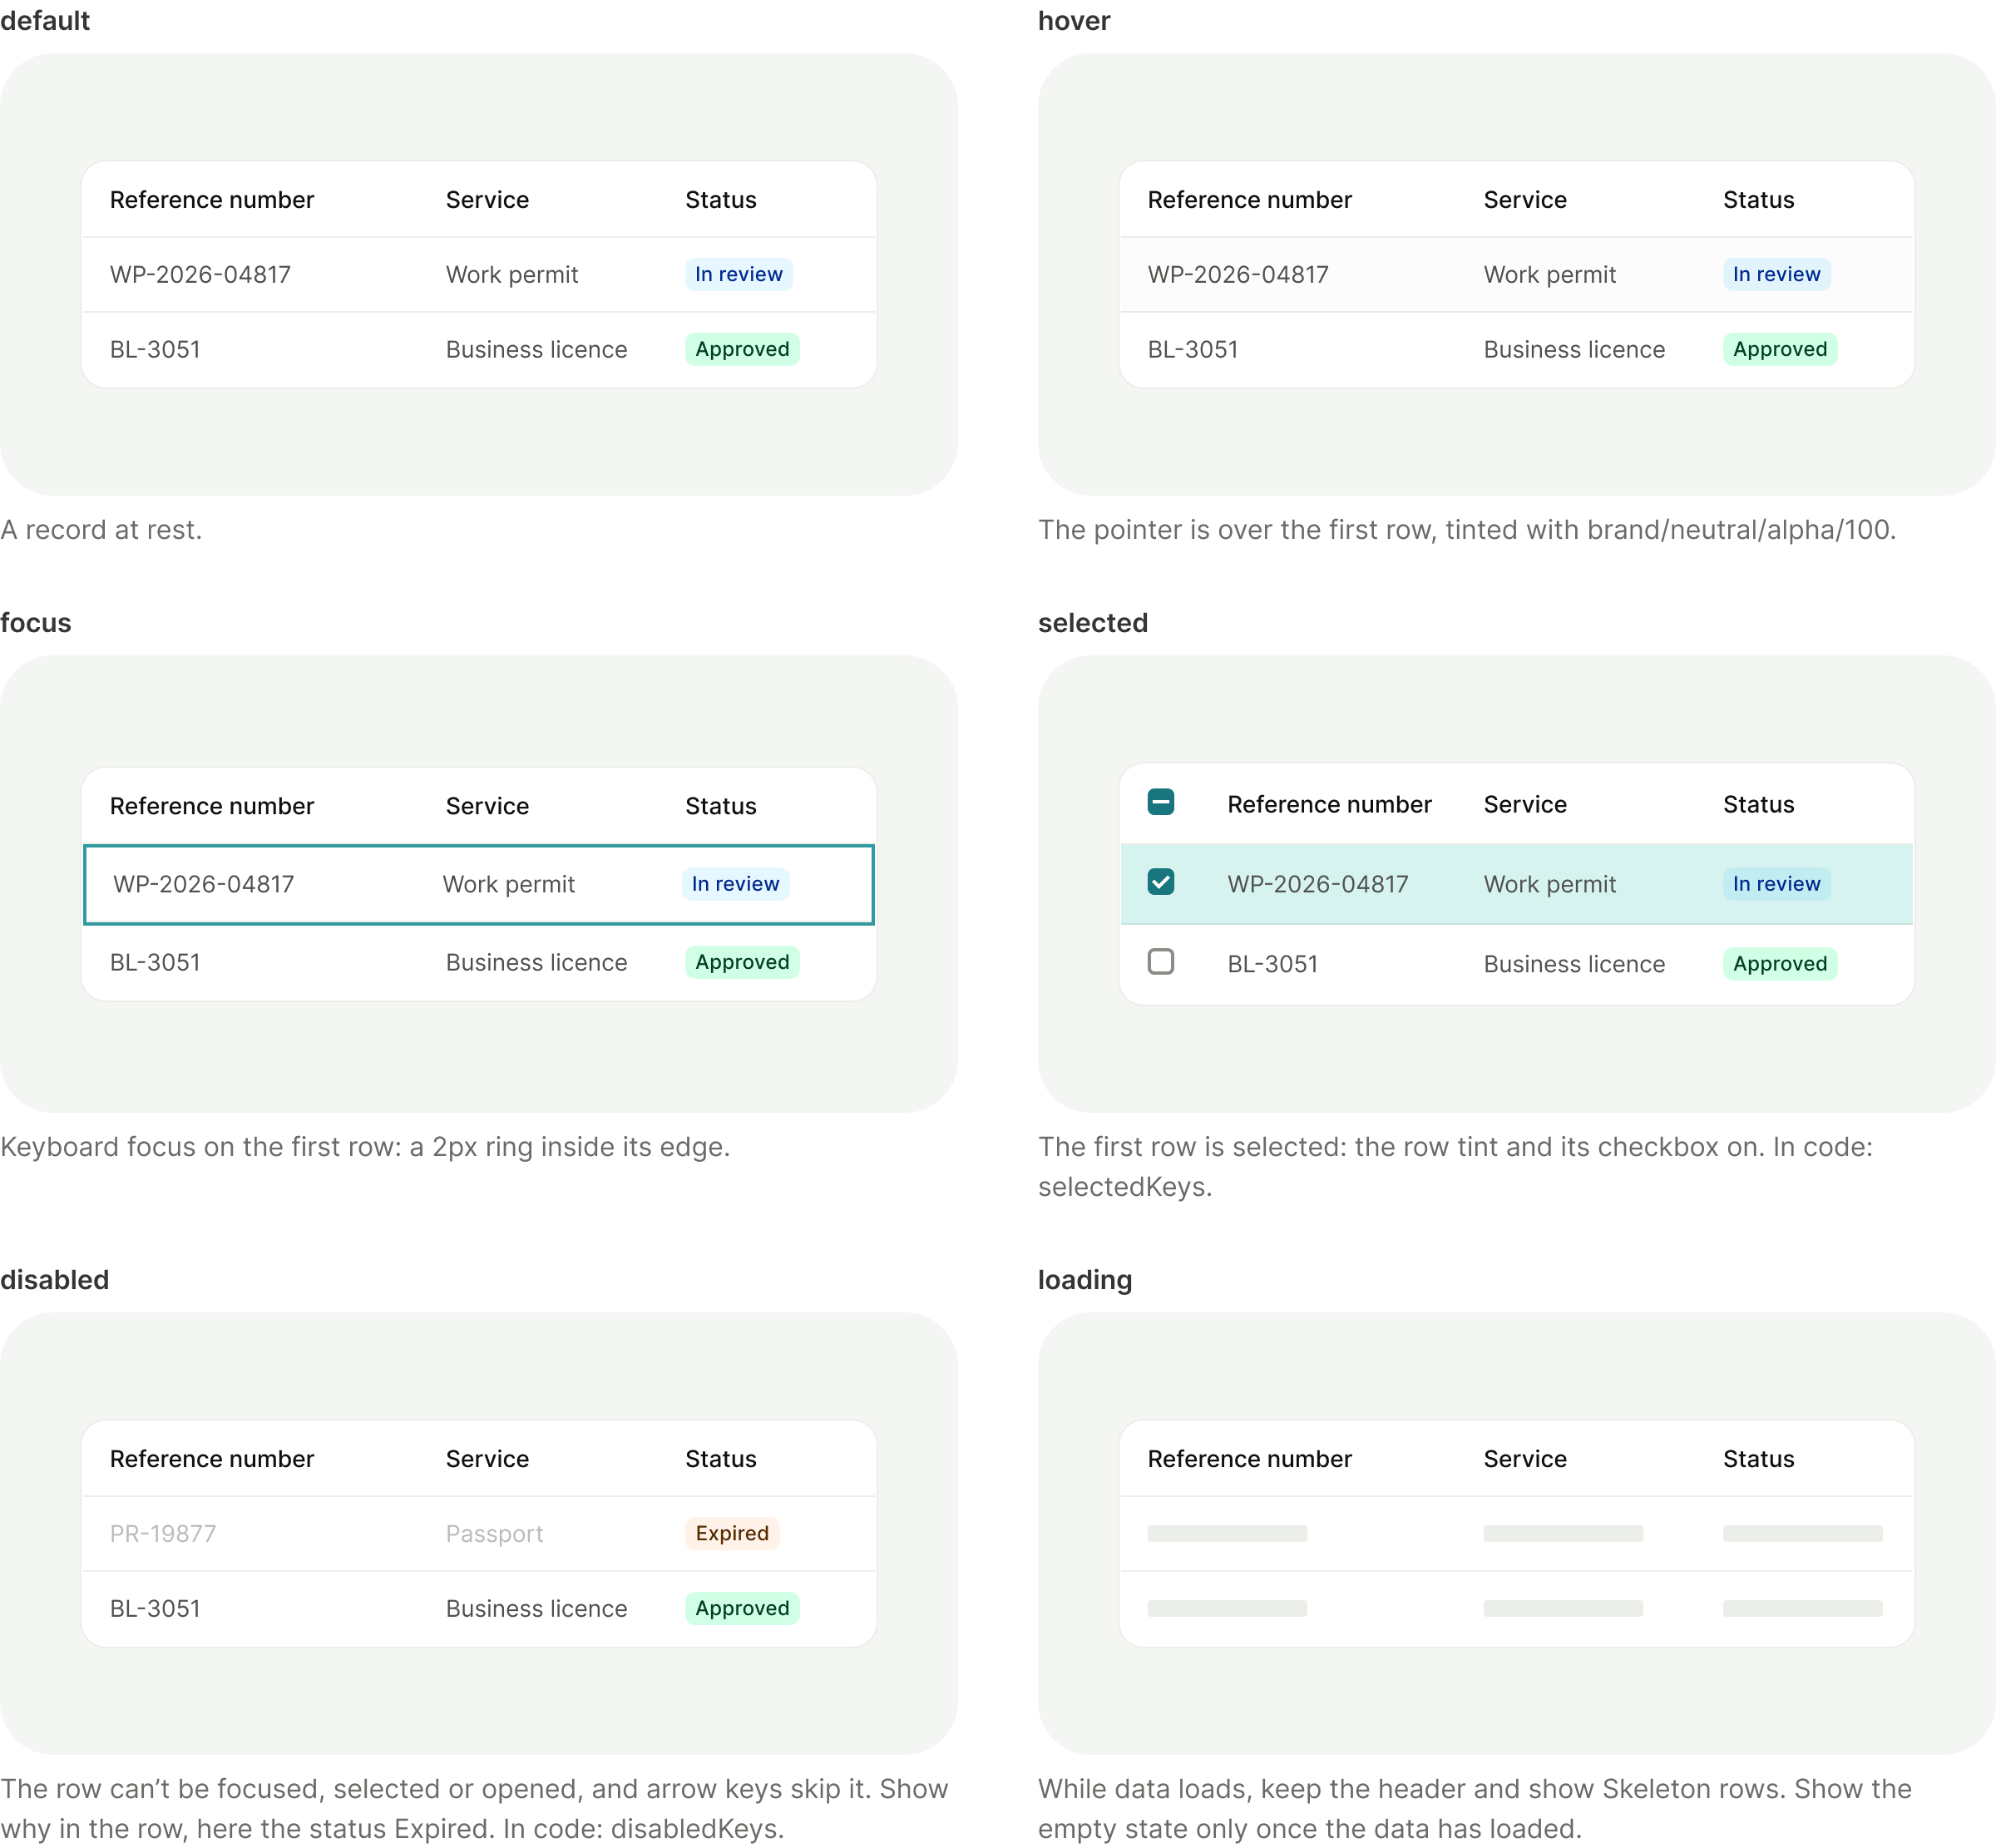 default
Reference number Service Status
WP-2026-04817 Work permit In review
BL-3051 Business licence Approved
A record at rest.
hover
Reference number Service Status
WP-2026-04817 Work permit In review
BL-3051 Business licence Approved
The pointer is over the first row, tinted with brand/neutral/alpha/100.
focus
Reference number Service Status
WP-2026-04817 Work permit In review
BL-3051 Business licence Approved
Keyboard focus on the first row: a 2px ring inside its edge.
selected
Reference number Service Status
WP-2026-04817 Work permit In review
BL-3051 Business licence Approved
The first row is selected: the row tint and its checkbox on. In code:
selectedKeys.
disabled
Reference number Service Status
PR-19877 Passport Expired
BL-3051 Business licence Approved
The row can’t be focused, selected or opened, and arrow keys skip it. Show
why in the row, here the status Expired. In code: disabledKeys.
loading
Reference number Service Status
While data loads, keep the header and show Skeleton rows. Show the
empty state only once the data has loaded.